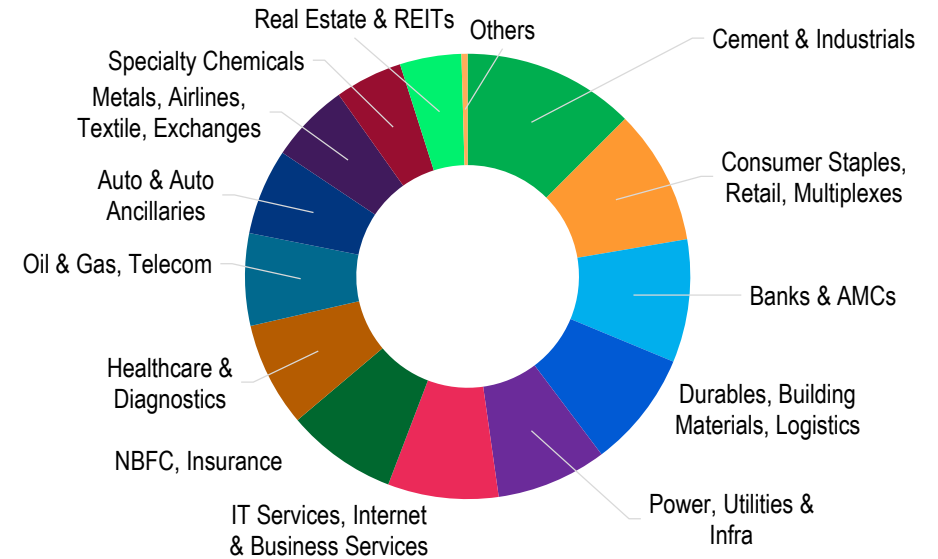 Real Estate & REITs
Others
Cement & Industrials
Specialty Chemicals
Metals, Airlines,
Textile, Exchanges
Consumer Staples,
Retail, Multiplexes
Auto & Auto
Ancillaries
Oil & Gas, Telecom
Banks & AMCs
Healthcare &
Diagnostics
Durables, Building
Materials, Logistics
NBFC, Insurance
Power, Utilities &
Infra
IT Services, Internet
& Business Services